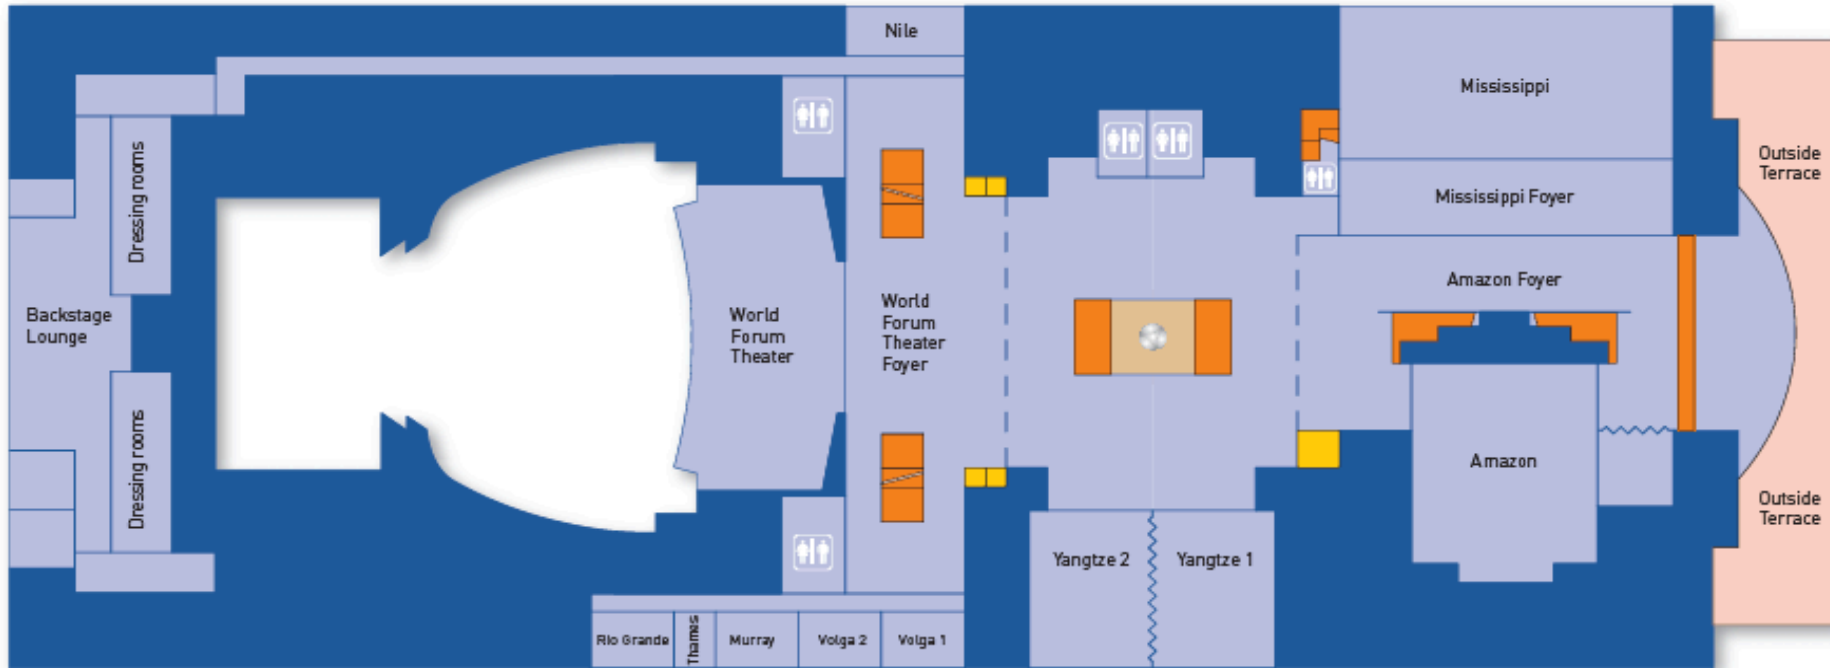 Nile
Mississippi
Outside
Terrace
Dressing rooms
Mississippi Foyer
Amazon Foyer
Backstage
Lounge
World
Forum
Theater
World
Forum
Theater
Foyer
Dressing rooms
Amazon
Outside
Terrace
Yangtze 2
Yangtze 1
Rio Grande
Thames
Murray
Volga 2
Volga 1